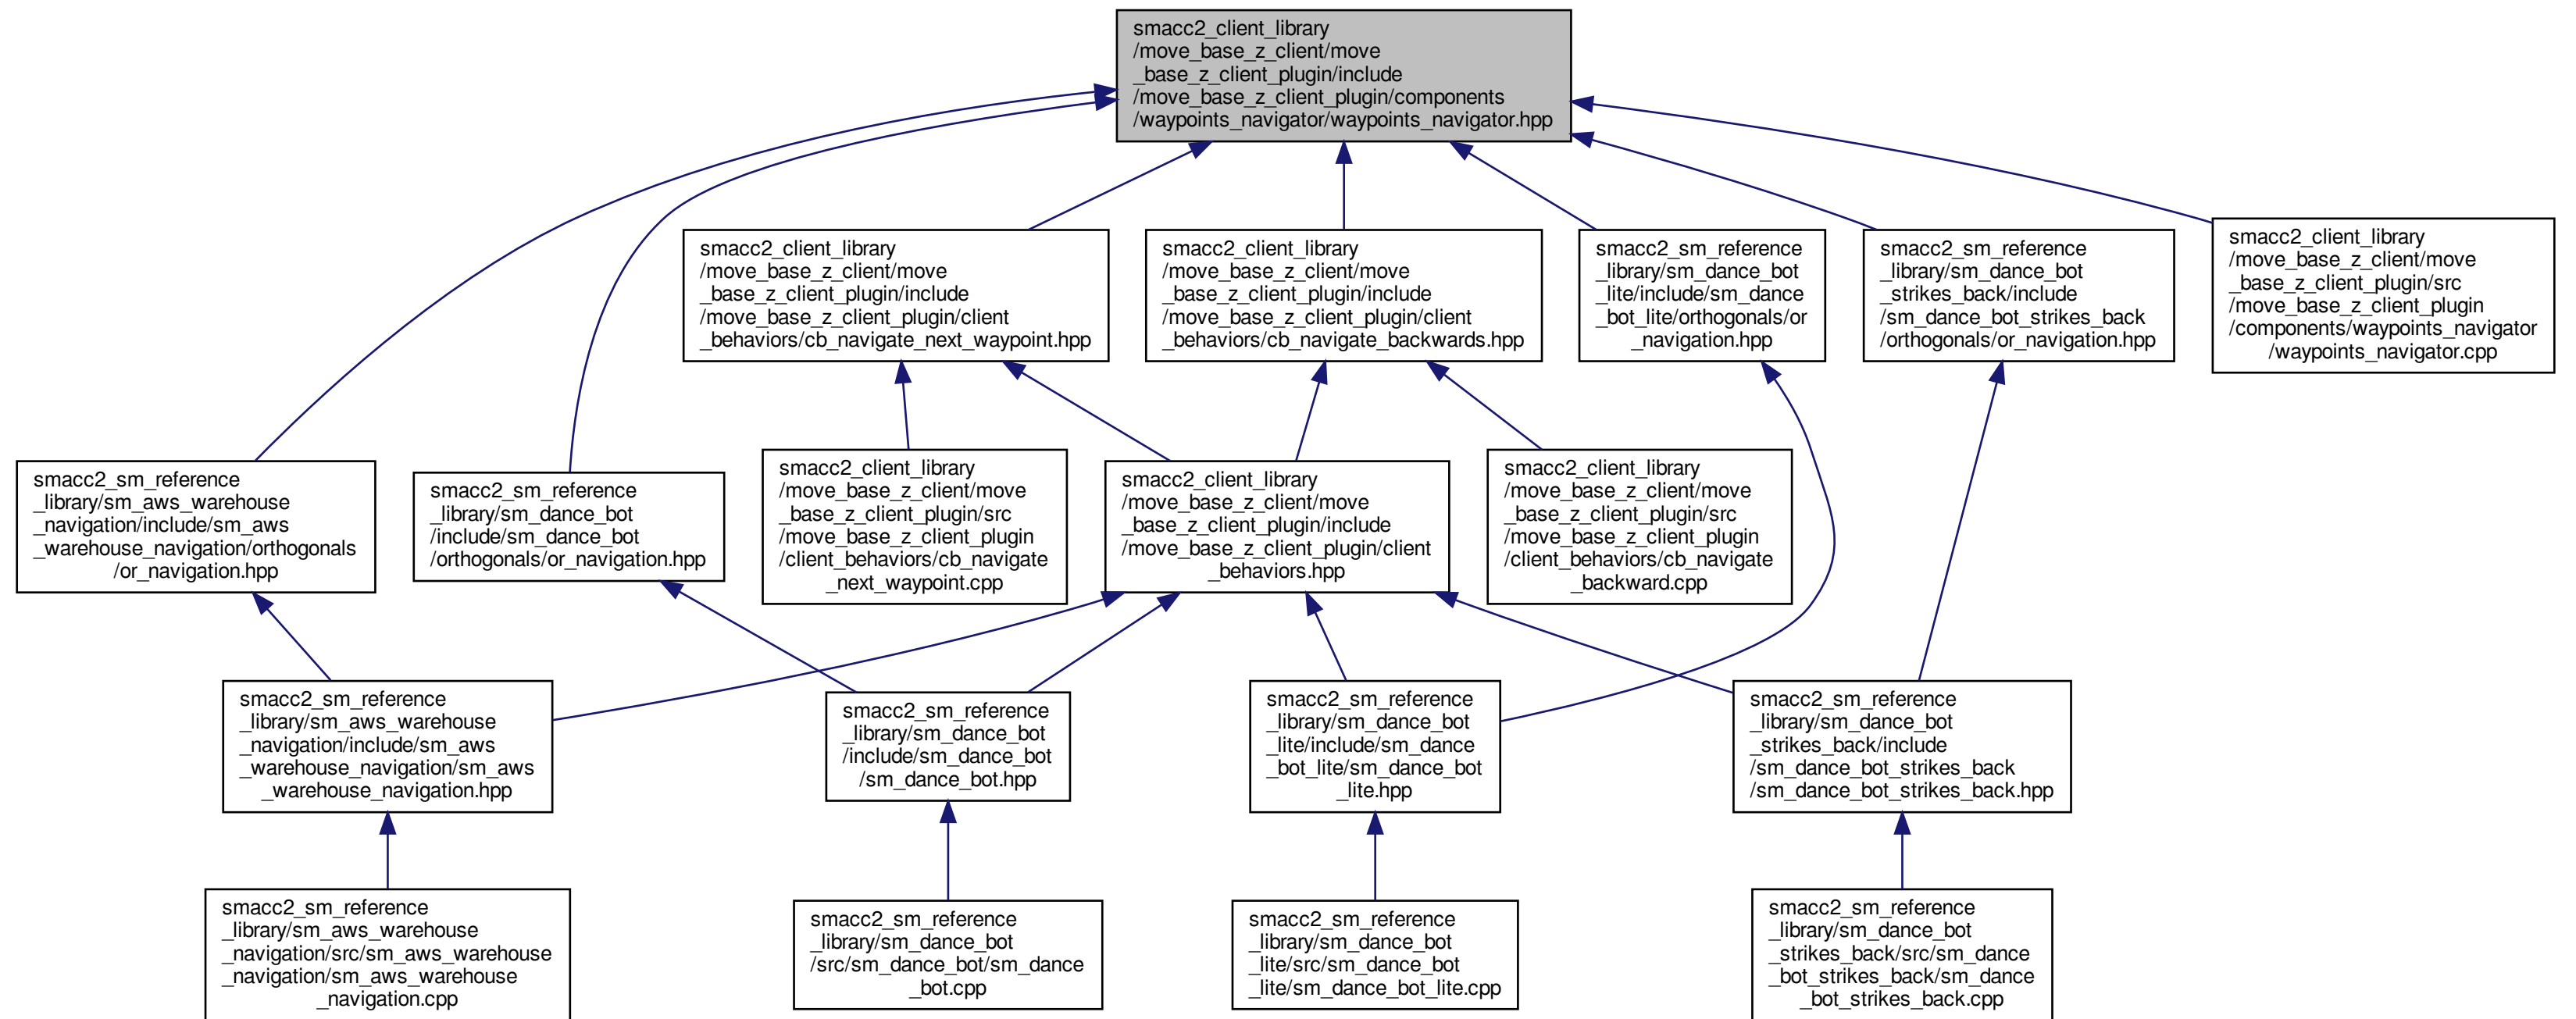 smacc2_client_library
/move_base_z_client/move
_base_z_client_plugin/include
/move_base_z_client_plugin/components
/waypoints_navigator/waypoints_navigator.hpp
smacc2_client_library
/move_base_z_client/move
_base_z_client_plugin/include
/move_base_z_client_plugin/client
_behaviors/cb_navigate_next_waypoint.hpp
smacc2_client_library
/move_base_z_client/move
_base_z_client_plugin/include
/move_base_z_client_plugin/client
_behaviors/cb_navigate_backwards.hpp
smacc2_sm_reference
_library/sm_dance_bot
_lite/include/sm_dance
_bot_lite/orthogonals/or
_navigation.hpp
smacc2_sm_reference
_library/sm_dance_bot
_strikes_back/include
/sm_dance_bot_strikes_back
/orthogonals/or_navigation.hpp
smacc2_client_library
/move_base_z_client/move
_base_z_client_plugin/src
/move_base_z_client_plugin
/components/waypoints_navigator
/waypoints_navigator.cpp
smacc2_sm_reference
_library/sm_aws_warehouse
_navigation/include/sm_aws
_warehouse_navigation/orthogonals
/or_navigation.hpp
smacc2_sm_reference
_library/sm_dance_bot
/include/sm_dance_bot
/orthogonals/or_navigation.hpp
smacc2_client_library
/move_base_z_client/move
_base_z_client_plugin/src
/move_base_z_client_plugin
/client_behaviors/cb_navigate
_next_waypoint.cpp
smacc2_client_library
/move_base_z_client/move
_base_z_client_plugin/include
/move_base_z_client_plugin/client
_behaviors.hpp
smacc2_client_library
/move_base_z_client/move
_base_z_client_plugin/src
/move_base_z_client_plugin
/client_behaviors/cb_navigate
_backward.cpp
smacc2_sm_reference
_library/sm_aws_warehouse
_navigation/include/sm_aws
_warehouse_navigation/sm_aws
_warehouse_navigation.hpp
smacc2_sm_reference
_library/sm_dance_bot
/include/sm_dance_bot
/sm_dance_bot.hpp
smacc2_sm_reference
_library/sm_dance_bot
_lite/include/sm_dance
_bot_lite/sm_dance_bot
_lite.hpp
smacc2_sm_reference
_library/sm_dance_bot
_strikes_back/include
/sm_dance_bot_strikes_back
/sm_dance_bot_strikes_back.hpp
smacc2_sm_reference
_library/sm_aws_warehouse
_navigation/src/sm_aws_warehouse
_navigation/sm_aws_warehouse
_navigation.cpp
smacc2_sm_reference
_library/sm_dance_bot
/src/sm_dance_bot/sm_dance
_bot.cpp
smacc2_sm_reference
_library/sm_dance_bot
_lite/src/sm_dance_bot
_lite/sm_dance_bot_lite.cpp
smacc2_sm_reference
_library/sm_dance_bot
_strikes_back/src/sm_dance
_bot_strikes_back/sm_dance
_bot_strikes_back.cpp